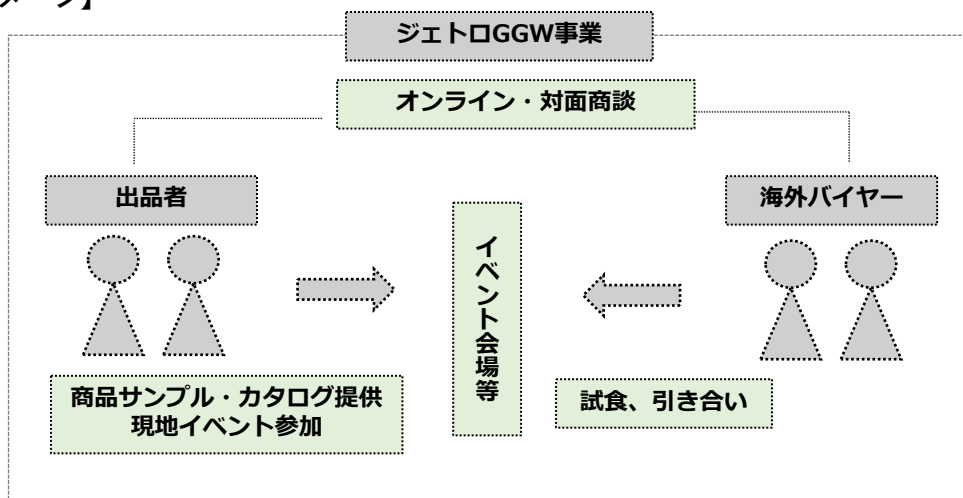 ージ】
ジェトロGGW事業
オンライン・対面商談
出品者
海外バイヤー
イベント会場等
商品サンプル・カタログ提供
現地イベント参加
試食、引き合い